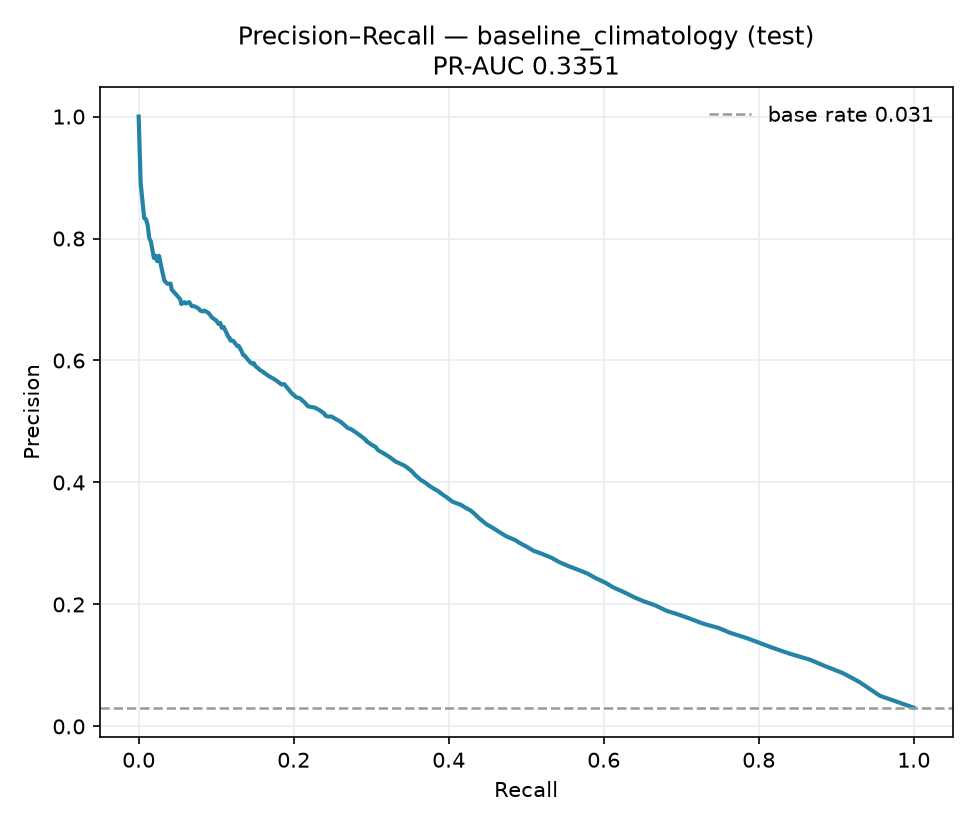 Precision–Recall — baseline_climatology (test)
PR-AUC 0.3351
base rate 0.031
1.0
0.8
0.6
0.4
0.2
0.0
Precision
0.0 0.2 0.4 0.6 0.8 1.0
Recall